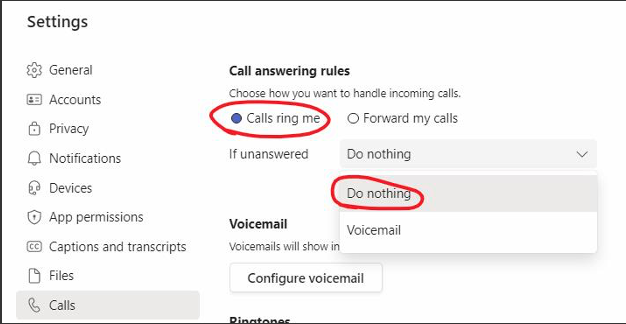 Settings
General
Accounts
Privacy
Notifications
Devices
App permissions
CC Captions and transcripts
Files
Calls
Call answering rules
Choose how you want to handle incoming calls.
Calls ring me Forward my calls
If unanswered Do nothing
Do nothing
Voicemail
Voicemail
Voicemails will show in
Configure voicemail
Ringtones